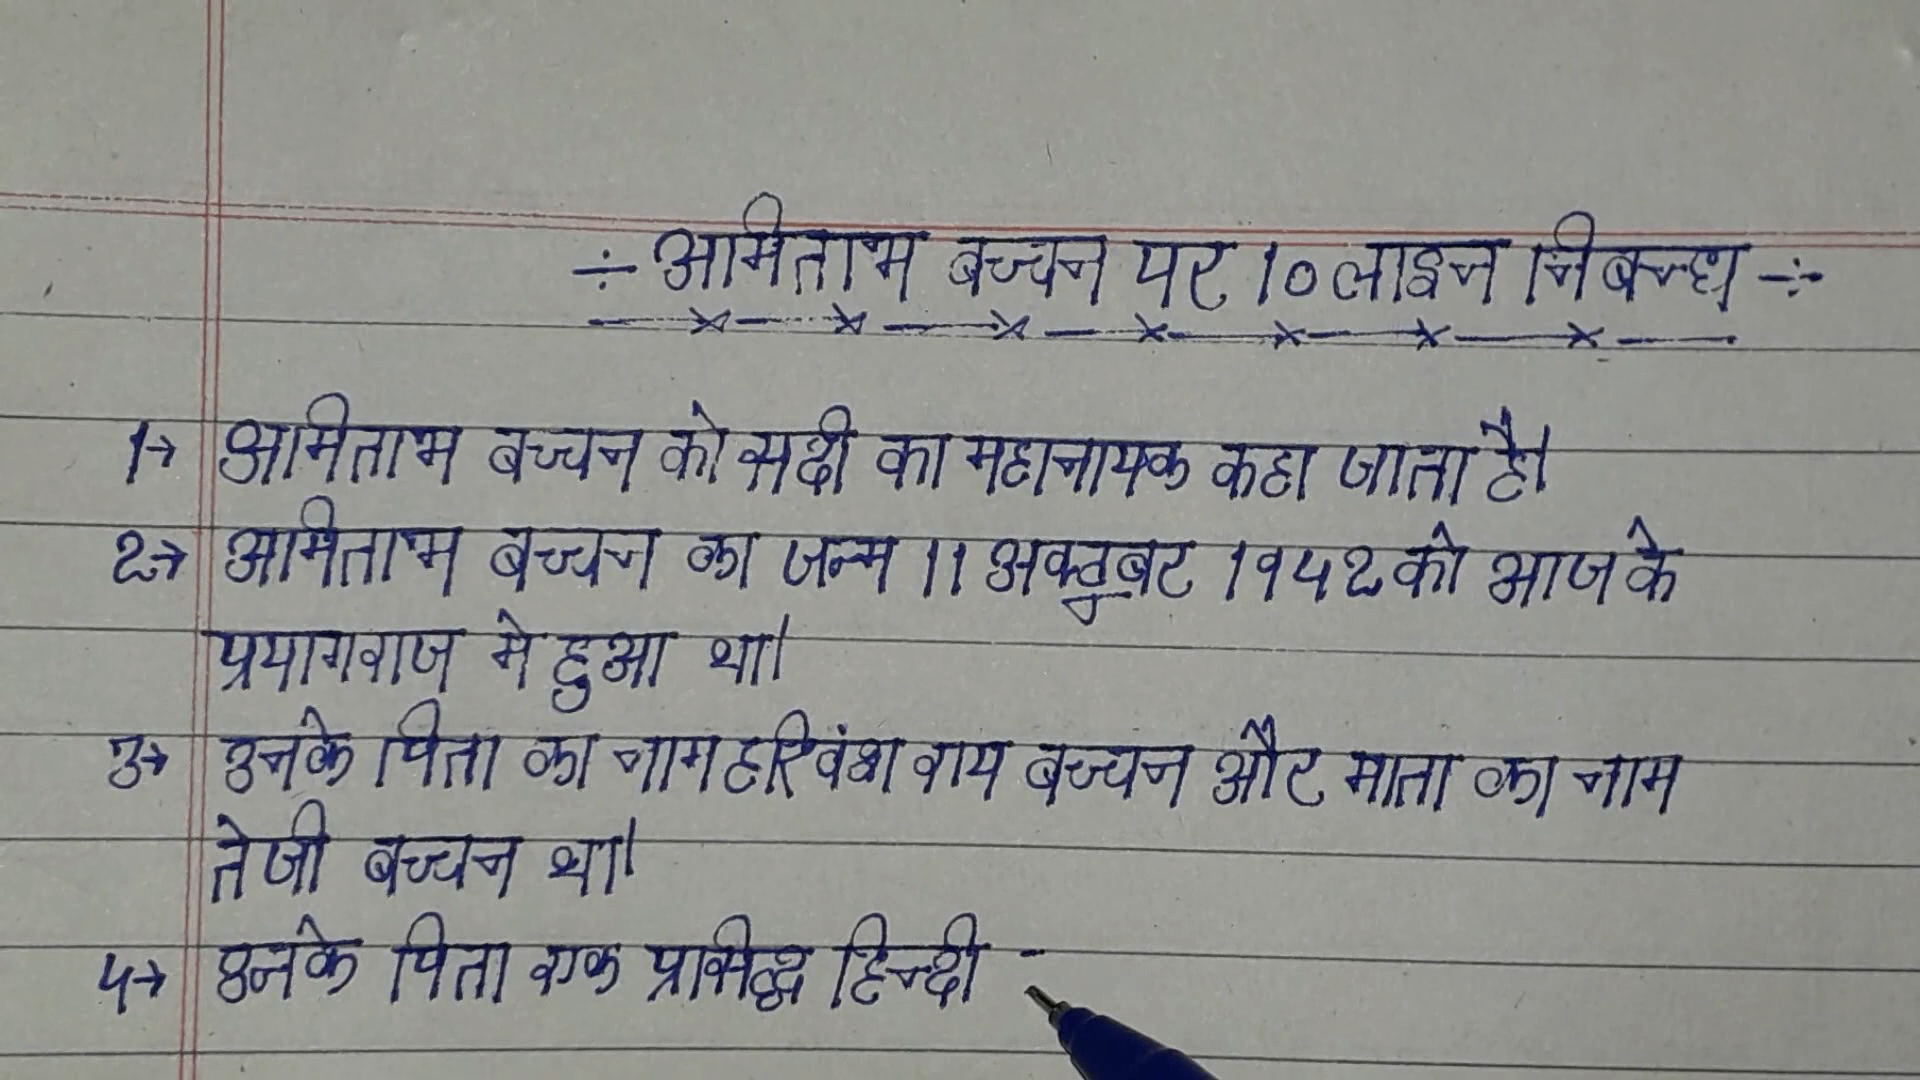 ÷ अमिताभ बच्चन पर 10 लाइन निबन्ध ÷
1→ अमिताभ बच्चन को सदी का महानायक कहा जाता है।
2→ अमिताभ बच्चन का जन्म 11 अक्टूबर 1942 को आज के
प्रयागराज मे हुआ था।
3→ उनके पिता का नाम हरिवंश राय बच्चन और माता का नाम
तेजी बच्चन था।
4→ उनके पिता एक प्रसिद्ध हिन्दी -